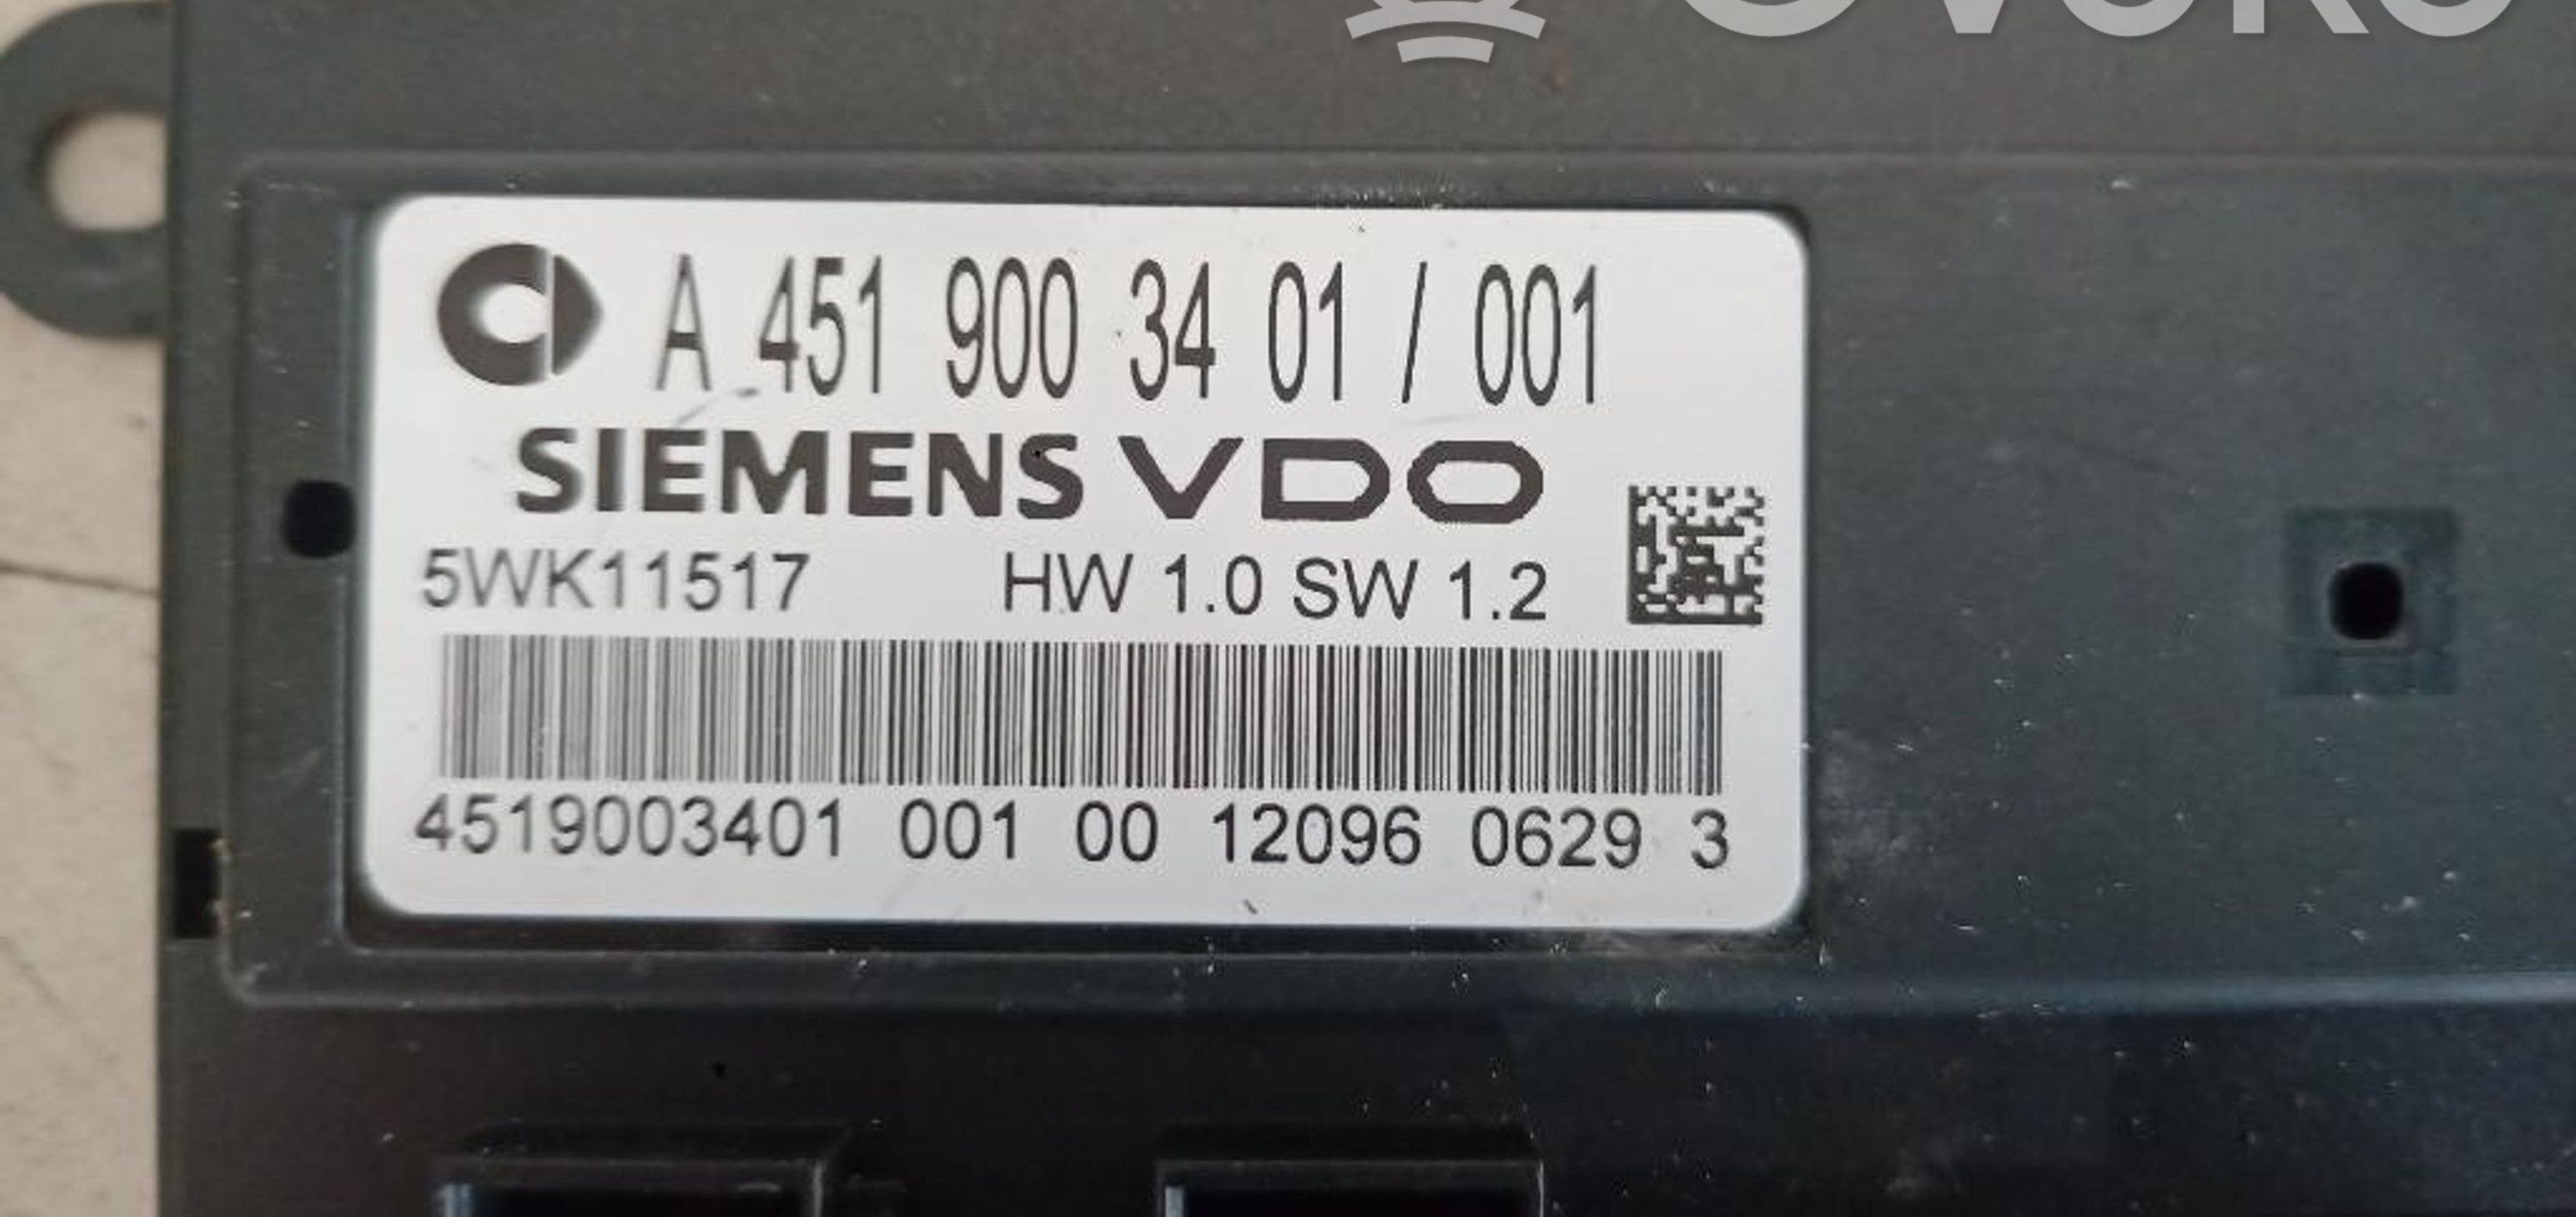 A 451 900 34 01 / 001
SIEMENS VDO
5WK11517 HW 1.0 SW 1.2
4519003401 001 00 12096 0629 3